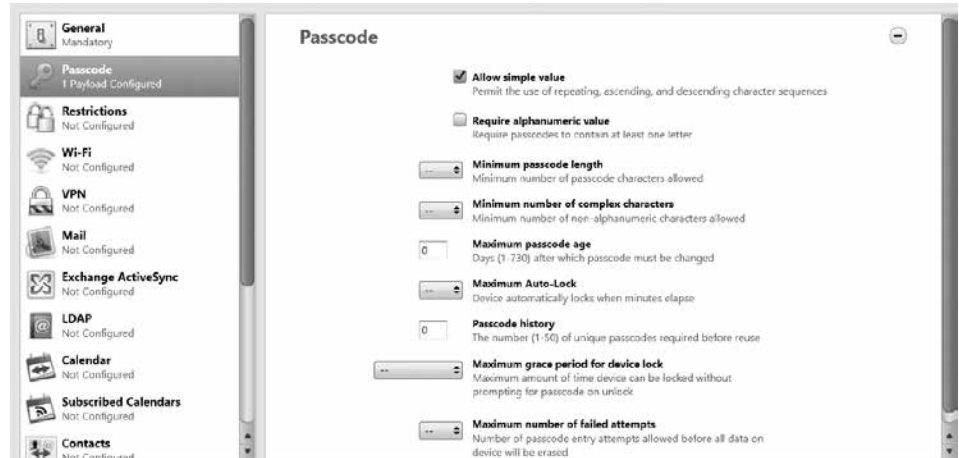 General
Mandatory
Passcode
1 Payload Configured
Restrictions
Not Configured
Wi-Fi
Not Configured
VPN
Not Configured
Mail
Not Configured
Exchange ActiveSync
Not Configured
LDAP
Not Configured
Calendar
Not Configured
Subscribed Calendars
Not Configured
Contacts
Not Configured
Passcode
Allow simple value
Permit the use of repeating, ascending, and descending character sequences
Require alphanumeric value
Require passcodes to contain at least one letter
-- Minimum passcode length
Minimum number of passcode characters allowed
-- Minimum number of complex characters
Minimum number of non-alphanumeric characters allowed
0 Maximum passcode age
Days (1-730) after which passcode must be changed
-- Maximum Auto-Lock
Device automatically locks when minutes elapse
0 Passcode history
The number (1-50) of unique passcodes required before reuse
-- Maximum grace period for device lock
Maximum amount of time device can be locked without
prompting for passcode on unlock
-- Maximum number of failed attempts
Number of passcode entry attempts allowed before all data on
device will be erased